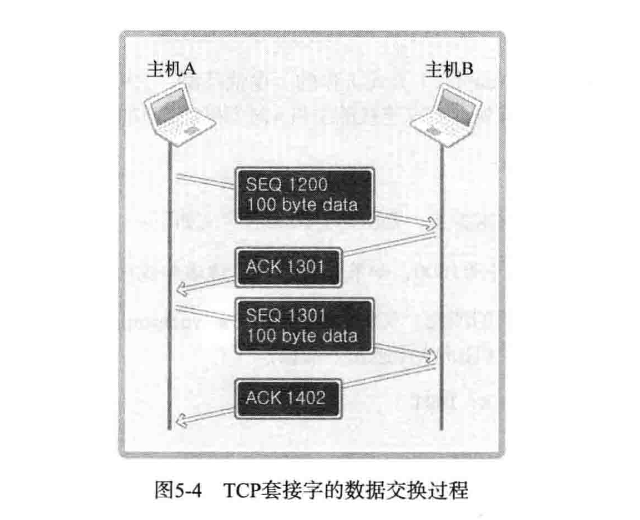 主机A
主机B
SEQ 1200
100 byte data
ACK 1301
SEQ 1301
100 byte data
ACK 1402
图5-4 TCP套接字的数据交换过程